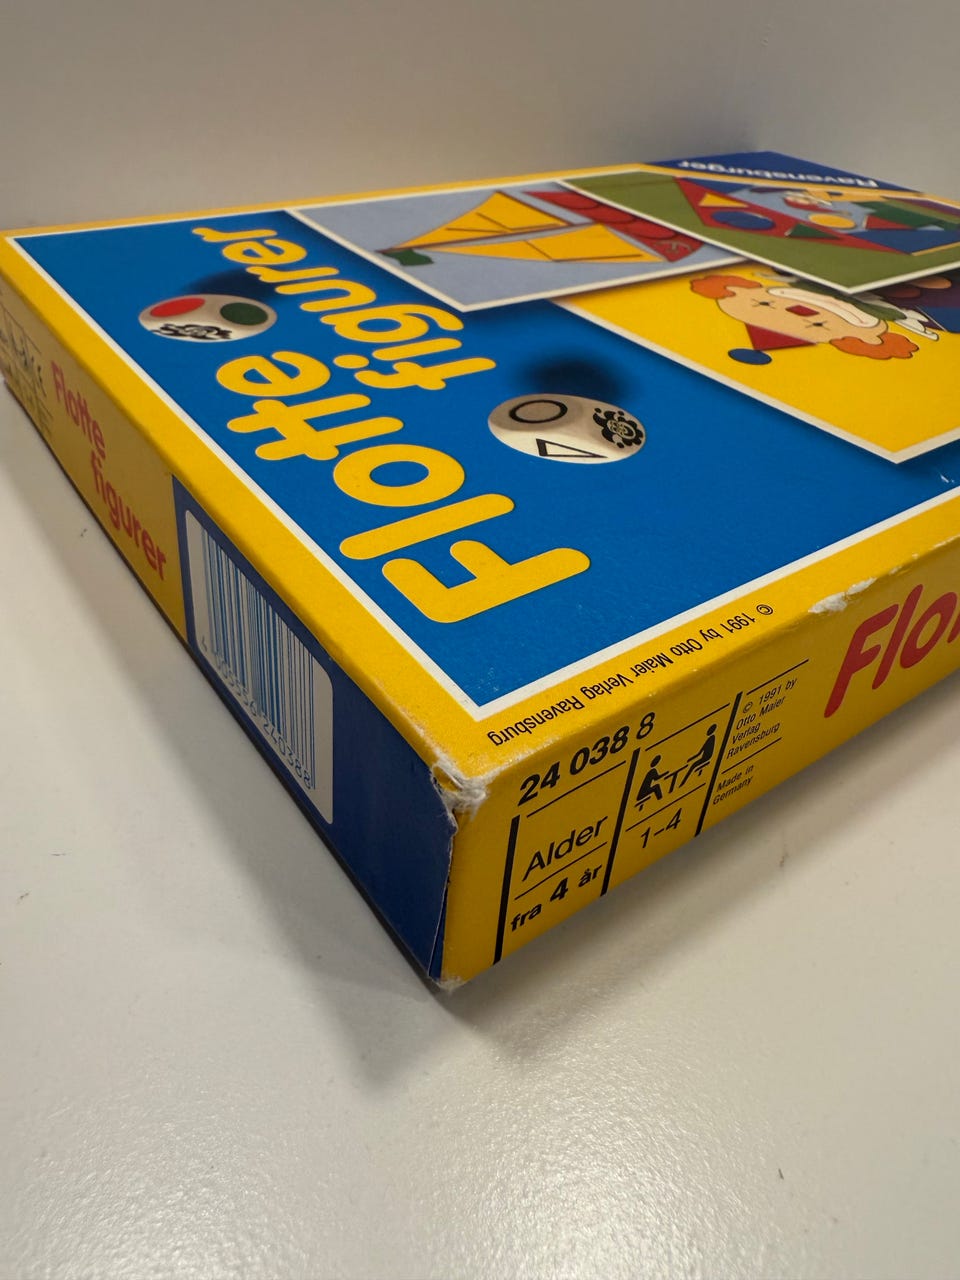 Ravensburger
Flotte
figurer
© 1991 by Otto Maier Verlag Ravensburg
Flotte
figurer
24 038 8
Alder
fra 4 år
1-4
© 1991 by
Otto Maier
Verlag
Ravensburg
Made in
Germany